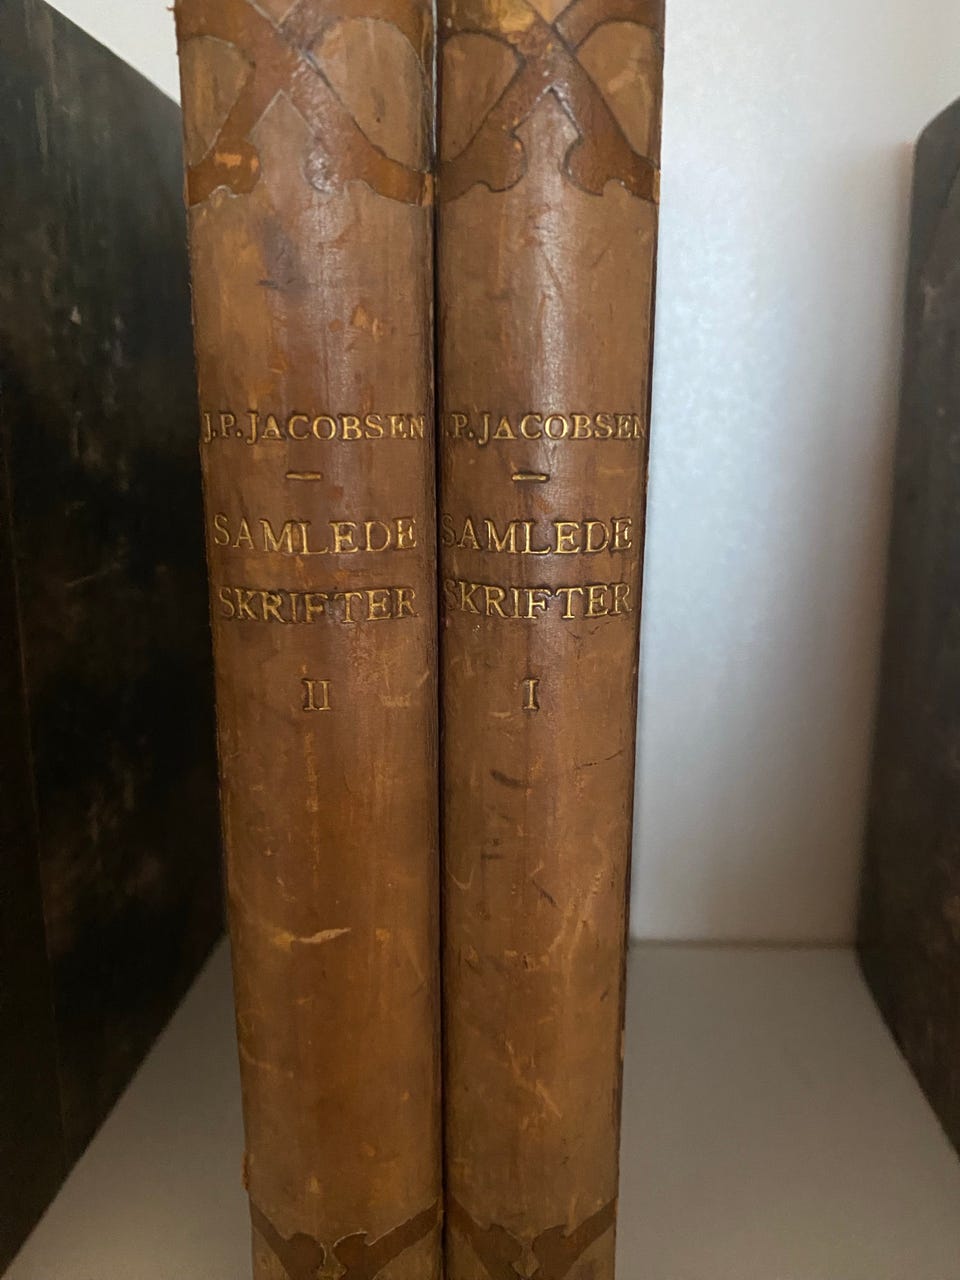 J.P. JACOBSEN
—
SAMLEDE
SKRIFTER
II
J.P. JACOBSEN
—
SAMLEDE
SKRIFTER
I